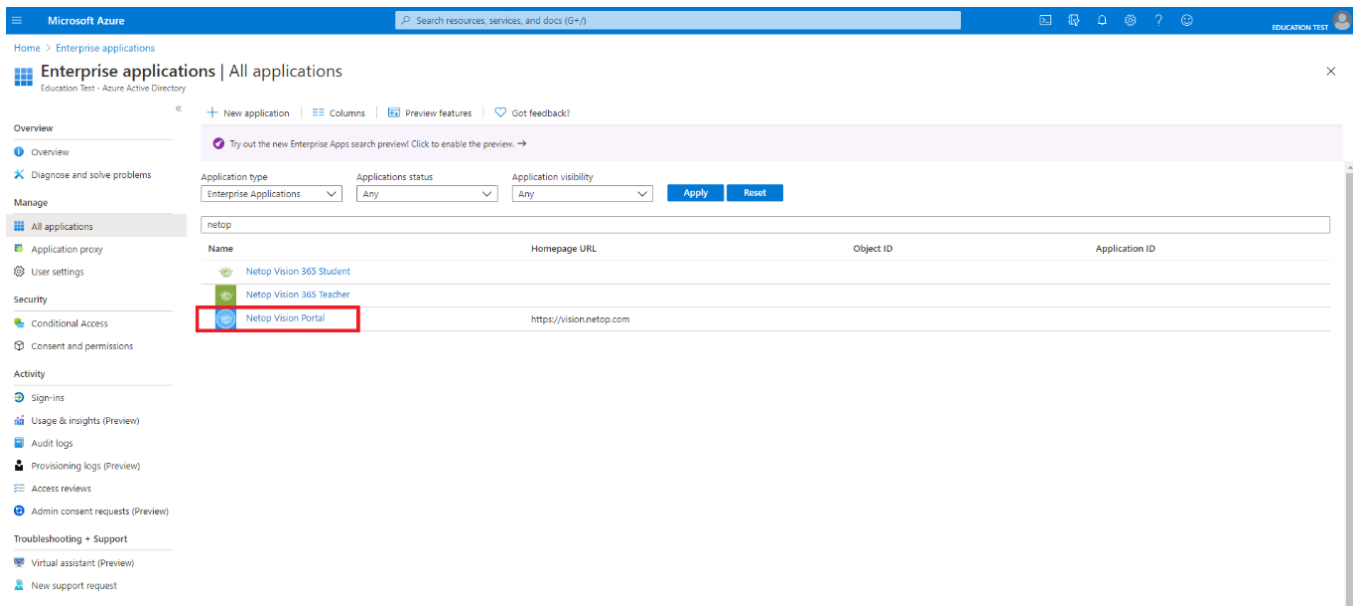 Microsoft Azure
Search resources, services, and docs (G+/)
EDUCATION TEST
Home > Enterprise applications
Enterprise applications | All applications
Education Test - Azure Active Directory
New application
Columns
Preview features
Got feedback?
Try out the new Enterprise Apps search preview! Click to enable the preview. →
Overview
Overview
Diagnose and solve problems
Manage
All applications
Application proxy
User settings
Security
Conditional Access
Consent and permissions
Activity
Sign-ins
Usage & insights (Preview)
Audit logs
Provisioning logs (Preview)
Access reviews
Admin consent requests (Preview)
Troubleshooting + Support
Virtual assistant (Preview)
New support request
Application type
Applications status
Application visibility
Enterprise Applications
Any
Any
Apply
Reset
netop
Name
Homepage URL
Object ID
Application ID
Netop Vision 365 Student
Netop Vision 365 Teacher
Netop Vision Portal
https://vision.netop.com